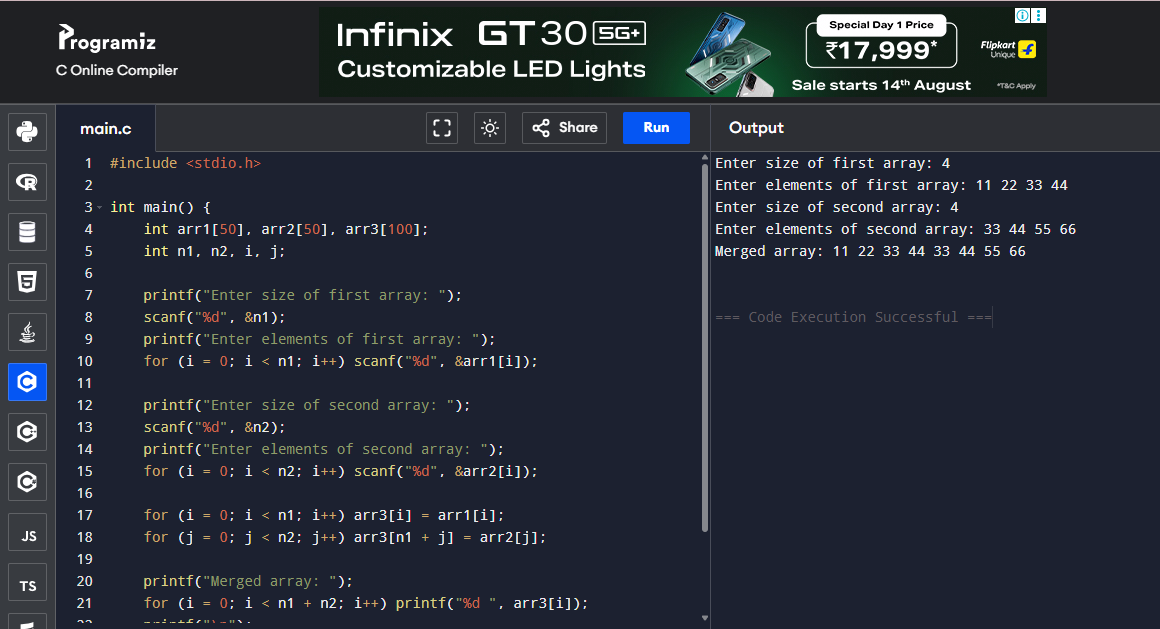 Programiz
C Online Compiler
Infinix GT 30 5G+
Customizable LED Lights
Special Day 1 Price
₹17,999*
Sale starts 14th August
Flipkart
Unique
*T&C Apply
main.c
Share
Run
Output
1 #include <stdio.h>
2
3 int main() {
4 int arr1[50], arr2[50], arr3[100];
5 int n1, n2, i, j;
6
7 printf("Enter size of first array: ");
8 scanf("%d", &n1);
9 printf("Enter elements of first array: ");
10 for (i = 0; i < n1; i++) scanf("%d", &arr1[i]);
11
12 printf("Enter size of second array: ");
13 scanf("%d", &n2);
14 printf("Enter elements of second array: ");
15 for (i = 0; i < n2; i++) scanf("%d", &arr2[i]);
16
17 for (i = 0; i < n1; i++) arr3[i] = arr1[i];
18 for (j = 0; j < n2; j++) arr3[n1 + j] = arr2[j];
19
20 printf("Merged array: ");
21 for (i = 0; i < n1 + n2; i++) printf("%d ", arr3[i]);
22 printf("\n");
Enter size of first array: 4
Enter elements of first array: 11 22 33 44
Enter size of second array: 4
Enter elements of second array: 33 44 55 66
Merged array: 11 22 33 44 33 44 55 66
=== Code Execution Successful ===
R
5
C
C
C
JS
TS